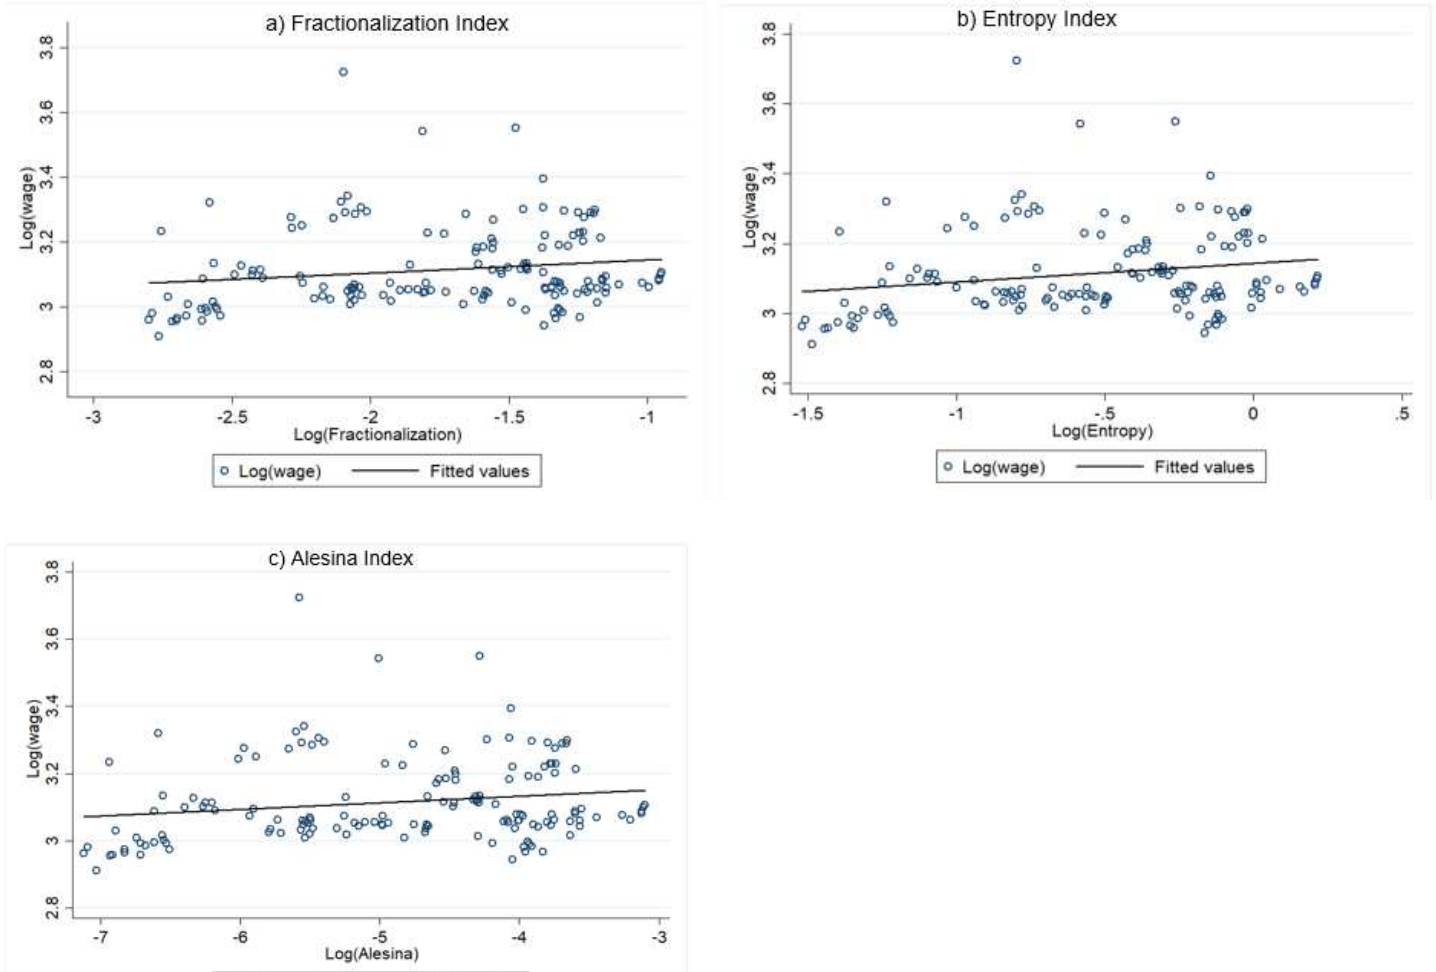 a) Fractionalization Index
3.8
3.6
3.4
3.2
3
2.8
Log(wage)
-3 -2.5 -2 -1.5 -1
Log(Fractionalization)
Log(wage) Fitted values
b) Entropy Index
3.8
3.6
3.4
3.2
3
2.8
Log(wage)
-1.5 -1 -.5 0 .5
Log(Entropy)
Log(wage) Fitted values
c) Alesina Index
3.8
3.6
3.4
3.2
3
2.8
Log(wage)
-7 -6 -5 -4 -3
Log(Alesina)